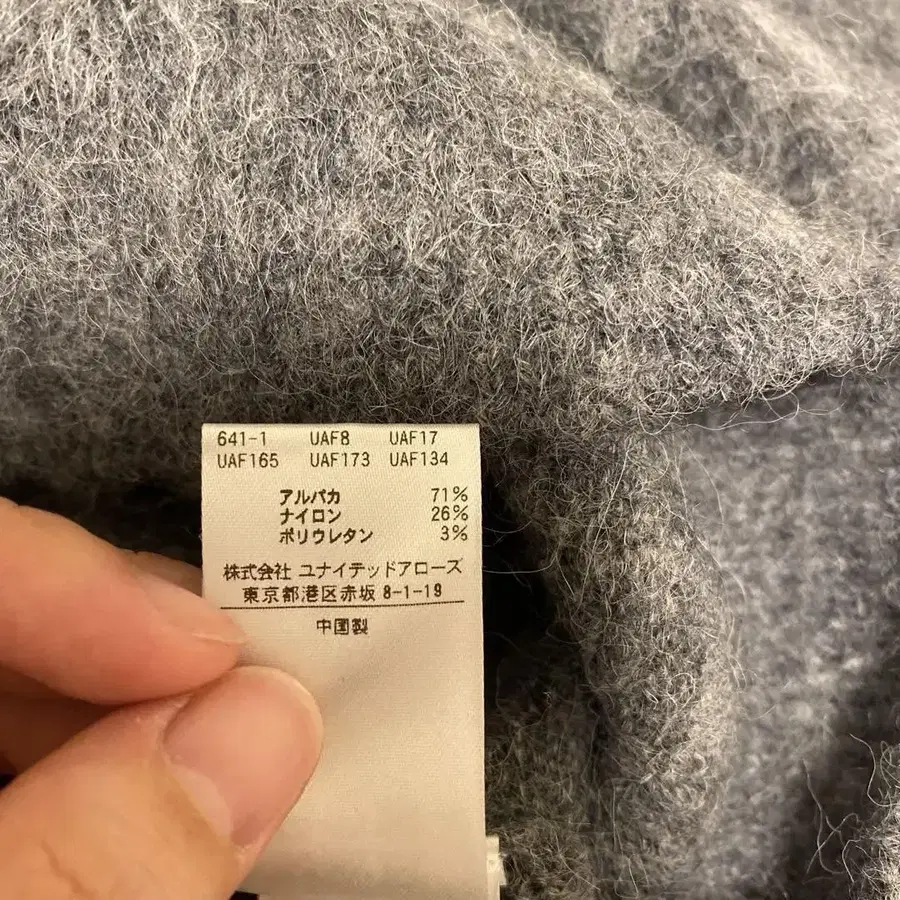 641-1 UAF8 UAF17
UAF165 UAF173 UAF134
アルパカ 71%
ナイロン 26%
ポリウレタン 3%
株式会社 ユナイテッドアローズ
東京都港区赤坂 8-1-19
中国製